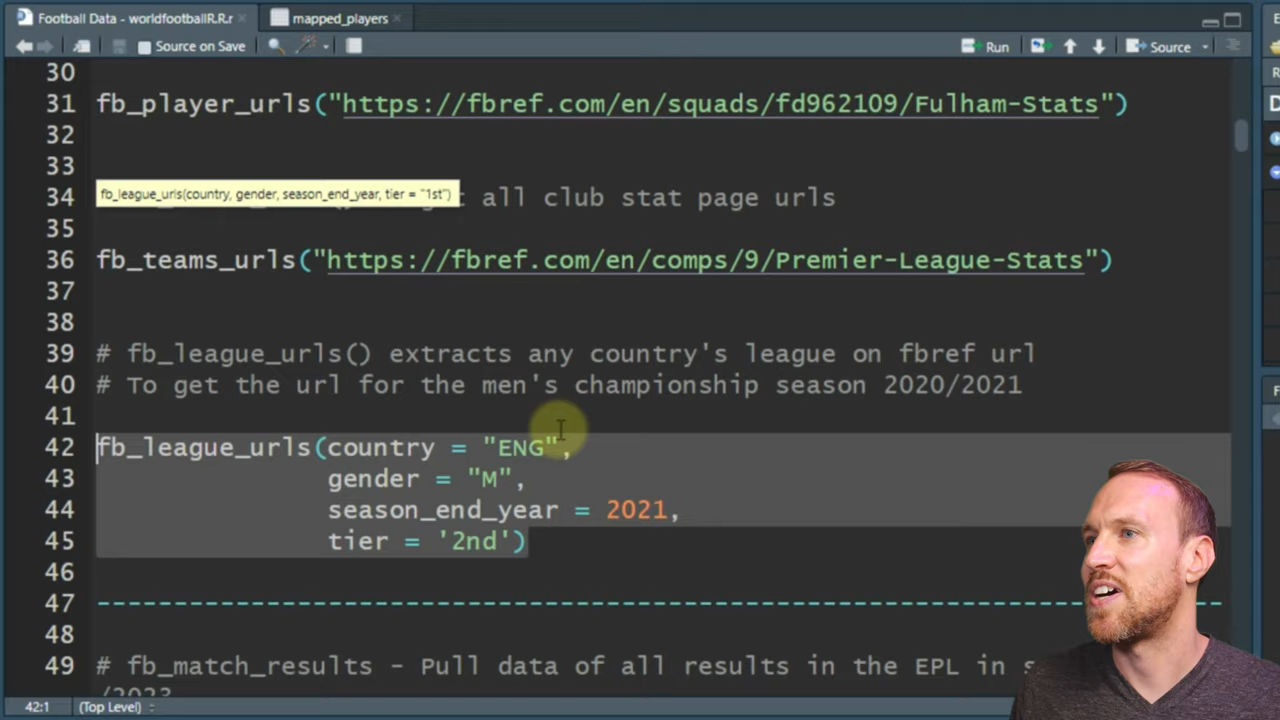 Football Data - worldfootballR.R.r
mapped_players
Source on Save
Run
Source
30
31 fb_player_urls("https://fbref.com/en/squads/fd962109/Fulham-Stats")
32
33
fb_league_urls(country, gender, season_end_year, tier = "1st")
34 all club stat page urls
35
36 fb_teams_urls("https://fbref.com/en/comps/9/Premier-League-Stats")
37
38
39 # fb_league_urls() extracts any country's league on fbref url
40 # To get the url for the men's championship season 2020/2021
41
42 fb_league_urls(country = "ENG",
43 gender = "M",
44 season_end_year = 2021,
45 tier = '2nd')
46
47 ------------------------------------------------------------------------
48
49 # fb_match_results - Pull data of all results in the EPL in s
/2023
42:1 (Top Level)